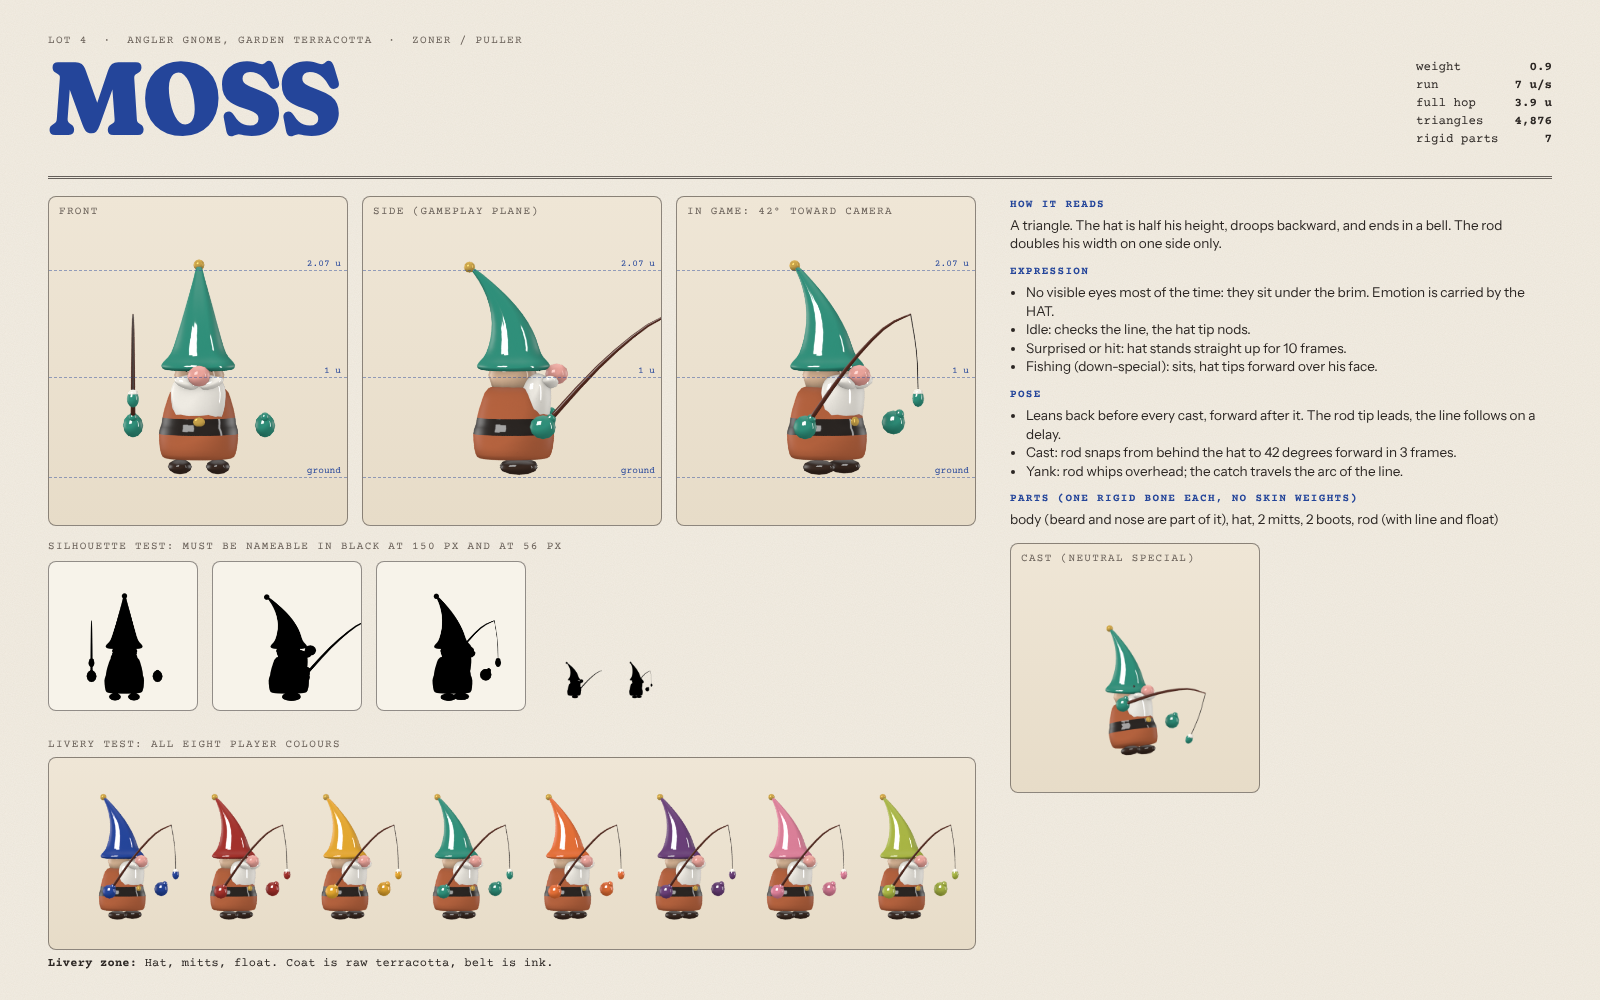 LOT 4 · ANGLER GNOME, GARDEN TERRACOTTA · ZONER / PULLER
MOSS
weight 0.9
run 7 u/s
full hop 3.9 u
triangles 4,876
rigid parts 7
FRONT
2.07 u
1 u
ground
SIDE (GAMEPLAY PLANE)
2.07 u
1 u
ground
IN GAME: 42° TOWARD CAMERA
2.07 u
1 u
ground
SILHOUETTE TEST: MUST BE NAMEABLE IN BLACK AT 150 PX AND AT 56 PX
LIVERY TEST: ALL EIGHT PLAYER COLOURS
Livery zone: Hat, mitts, float. Coat is raw terracotta, belt is ink.
HOW IT READS
A triangle. The hat is half his height, droops backward, and ends in a bell. The rod
doubles his width on one side only.
EXPRESSION
• No visible eyes most of the time: they sit under the brim. Emotion is carried by the
HAT.
• Idle: checks the line, the hat tip nods.
• Surprised or hit: hat stands straight up for 10 frames.
• Fishing (down-special): sits, hat tips forward over his face.
POSE
• Leans back before every cast, forward after it. The rod tip leads, the line follows on a
delay.
• Cast: rod snaps from behind the hat to 42 degrees forward in 3 frames.
• Yank: rod whips overhead; the catch travels the arc of the line.
PARTS (ONE RIGID BONE EACH, NO SKIN WEIGHTS)
body (beard and nose are part of it), hat, 2 mitts, 2 boots, rod (with line and float)
CAST (NEUTRAL SPECIAL)